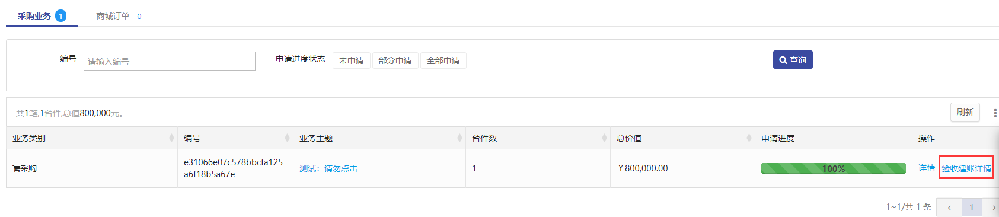 采购业务 1 商城订单 0
编号 请输入编号 申请进度状态 未申请 部分申请 全部申请 查询
共1笔,1台件,总值800,000元。 刷新
业务类别 编号 业务主题 台件数 总价值 申请进度 操作
采购 e31066e07c578bbcfa125 测试：请勿点击 1 ￥800,000.00 100% 详情 验收建账详情
a6f18b5a67e
1~1/共 1 条 ‹ 1 ›